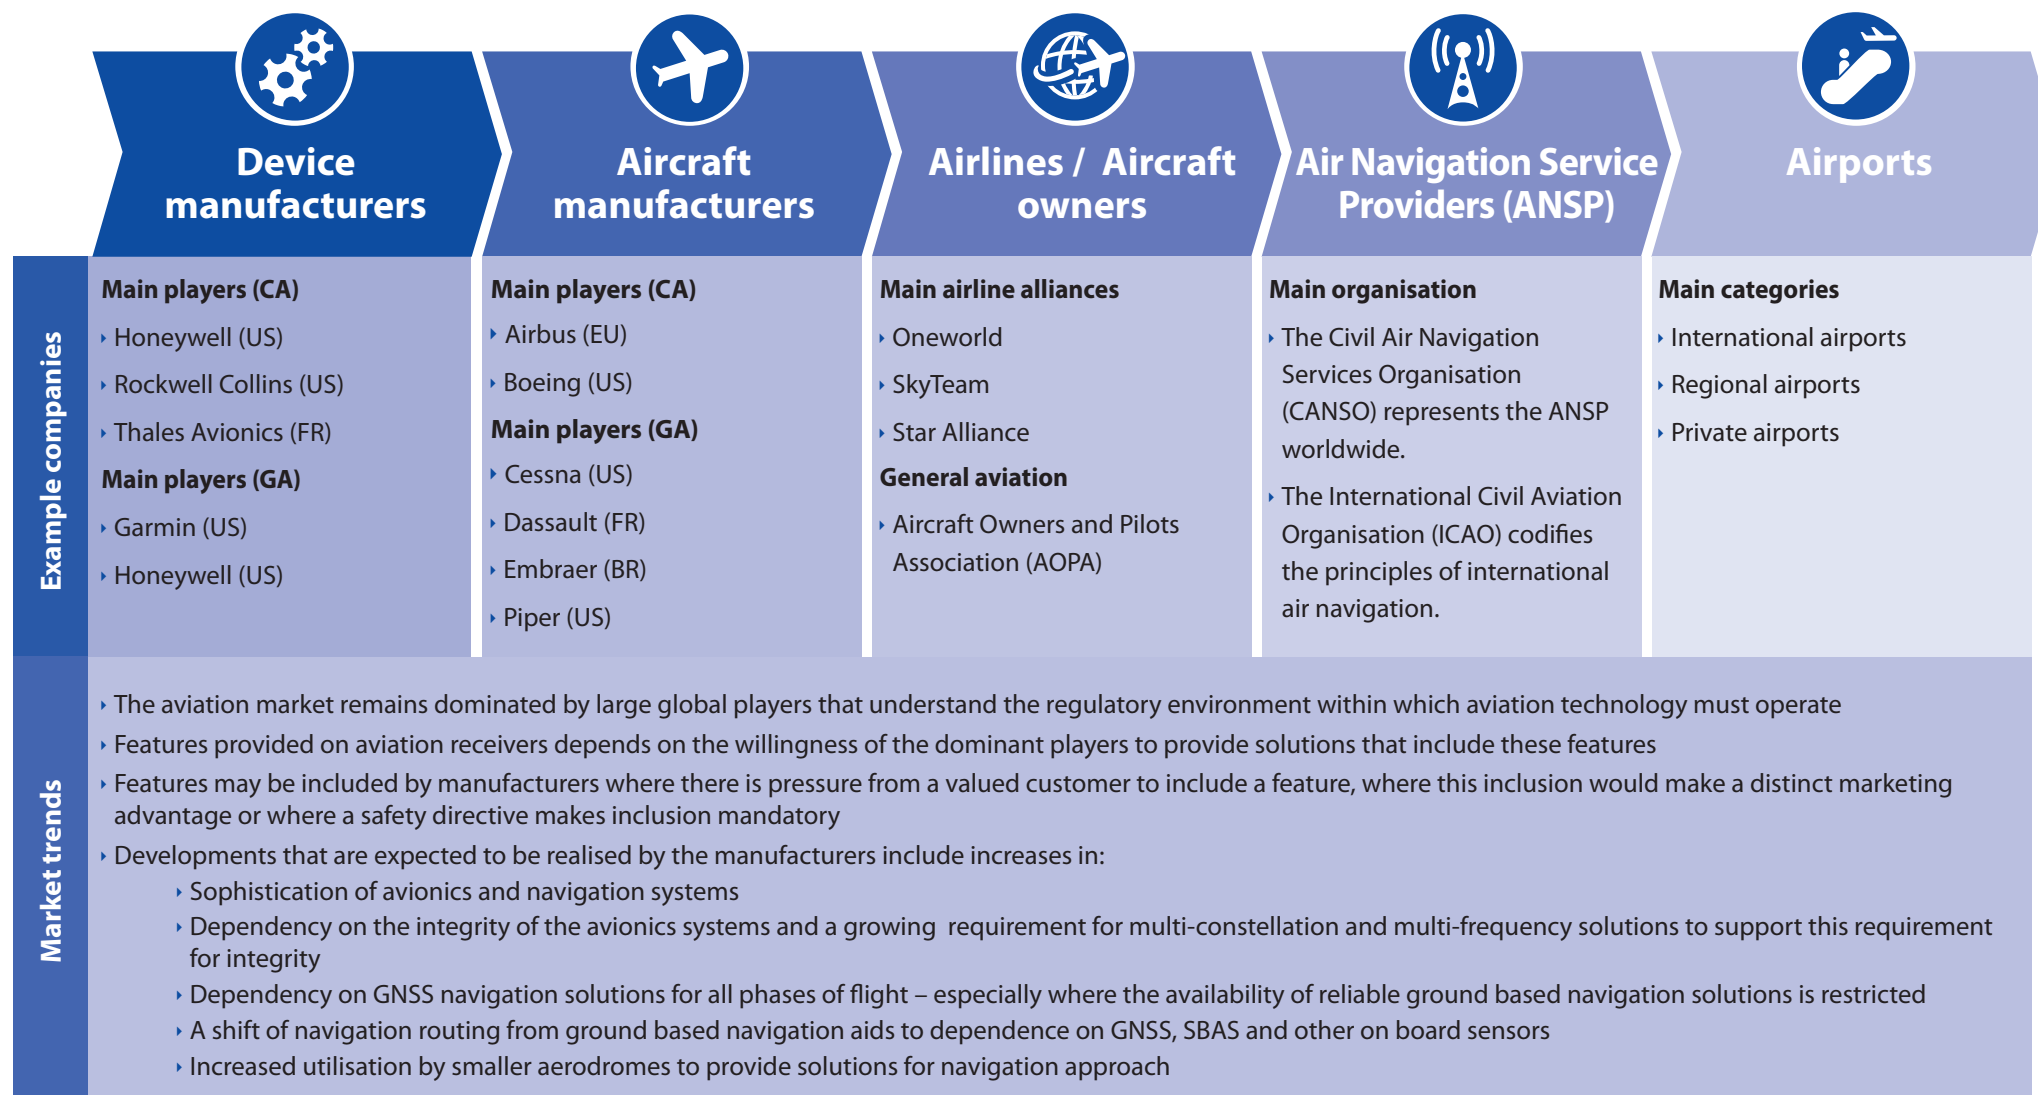 Device
manufacturers
Aircraft
manufacturers
Airlines /  Aircraft
owners
Air Navigation Service
Providers (ANSP)
Airports
Example companies
Main players (CA)
Honeywell (US)
Rockwell Collins (US)
Thales Avionics (FR)
Main players (GA)
Garmin (US)
Honeywell (US)
Main players (CA)
Airbus (EU)
Boeing (US)
Main players (GA)
Cessna (US)
Dassault (FR)
Embraer (BR)
Piper (US)
Main airline alliances
Oneworld
SkyTeam
Star Alliance
General aviation
Aircraft Owners and Pilots
Association (AOPA)
Main organisation
The Civil Air Navigation
Services Organisation
(CANSO) represents the ANSP
worldwide.
The International Civil Aviation
Organisation (ICAO) codifies
the principles of international
air navigation.
Main categories
International airports
Regional airports
Private airports
Market trends
The aviation market remains dominated by large global players that understand the regulatory environment within which aviation technology must operate
Features provided on aviation receivers depends on the willingness of the dominant players to provide solutions that include these features
Features may be included by manufacturers where there is pressure from a valued customer to include a feature, where this inclusion would make a distinct marketing
advantage or where a safety directive makes inclusion mandatory
Developments that are expected to be realised by the manufacturers include increases in:
Sophistication of avionics and navigation systems
Dependency on the integrity of the avionics systems and a growing  requirement for multi-constellation and multi-frequency solutions to support this requirement
for integrity
Dependency on GNSS navigation solutions for all phases of flight – especially where the availability of reliable ground based navigation solutions is restricted
A shift of navigation routing from ground based navigation aids to dependence on GNSS, SBAS and other on board sensors
Increased utilisation by smaller aerodromes to provide solutions for navigation approach